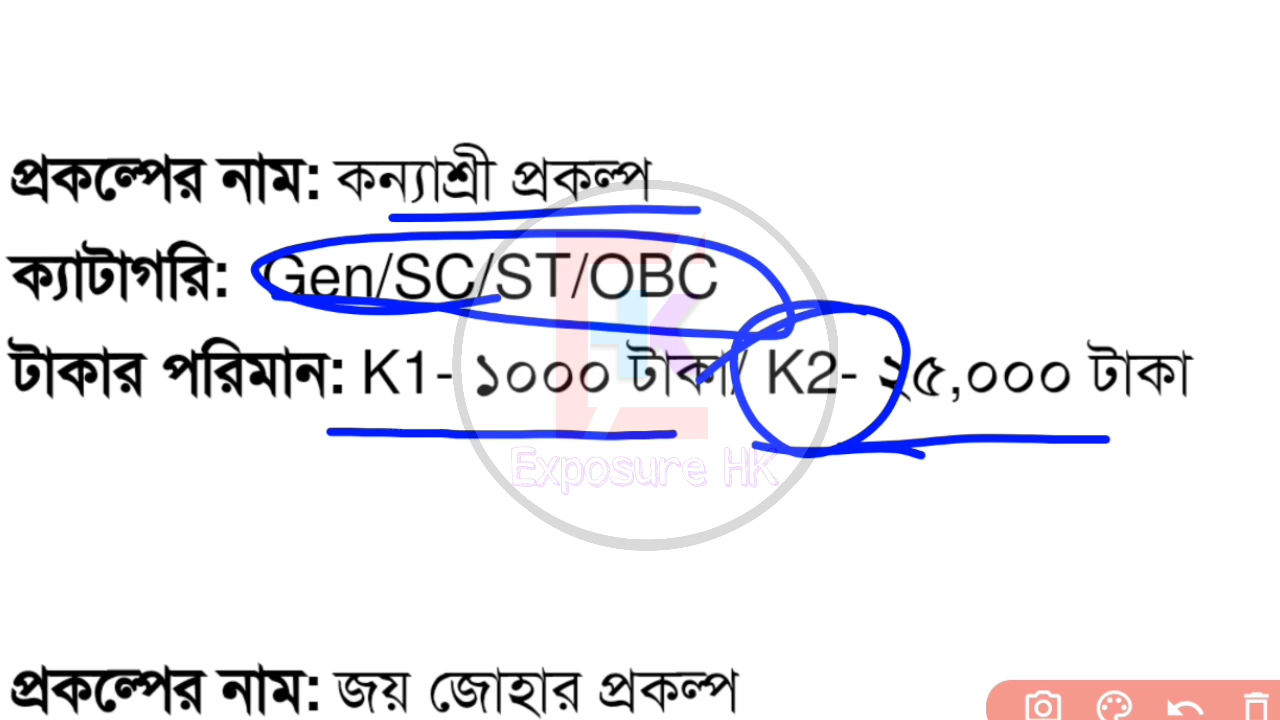 প্রকল্পের নাম: কন্যাশ্রী প্রকল্প
ক্যাটাগরি: Gen/SC/ST/OBC
টাকার পরিমান: K1- ১০০০ টাকা/ K2- ২৫,০০০ টাকা
Exposure HK
প্রকল্পের নাম: জয় জোহার প্রকল্প